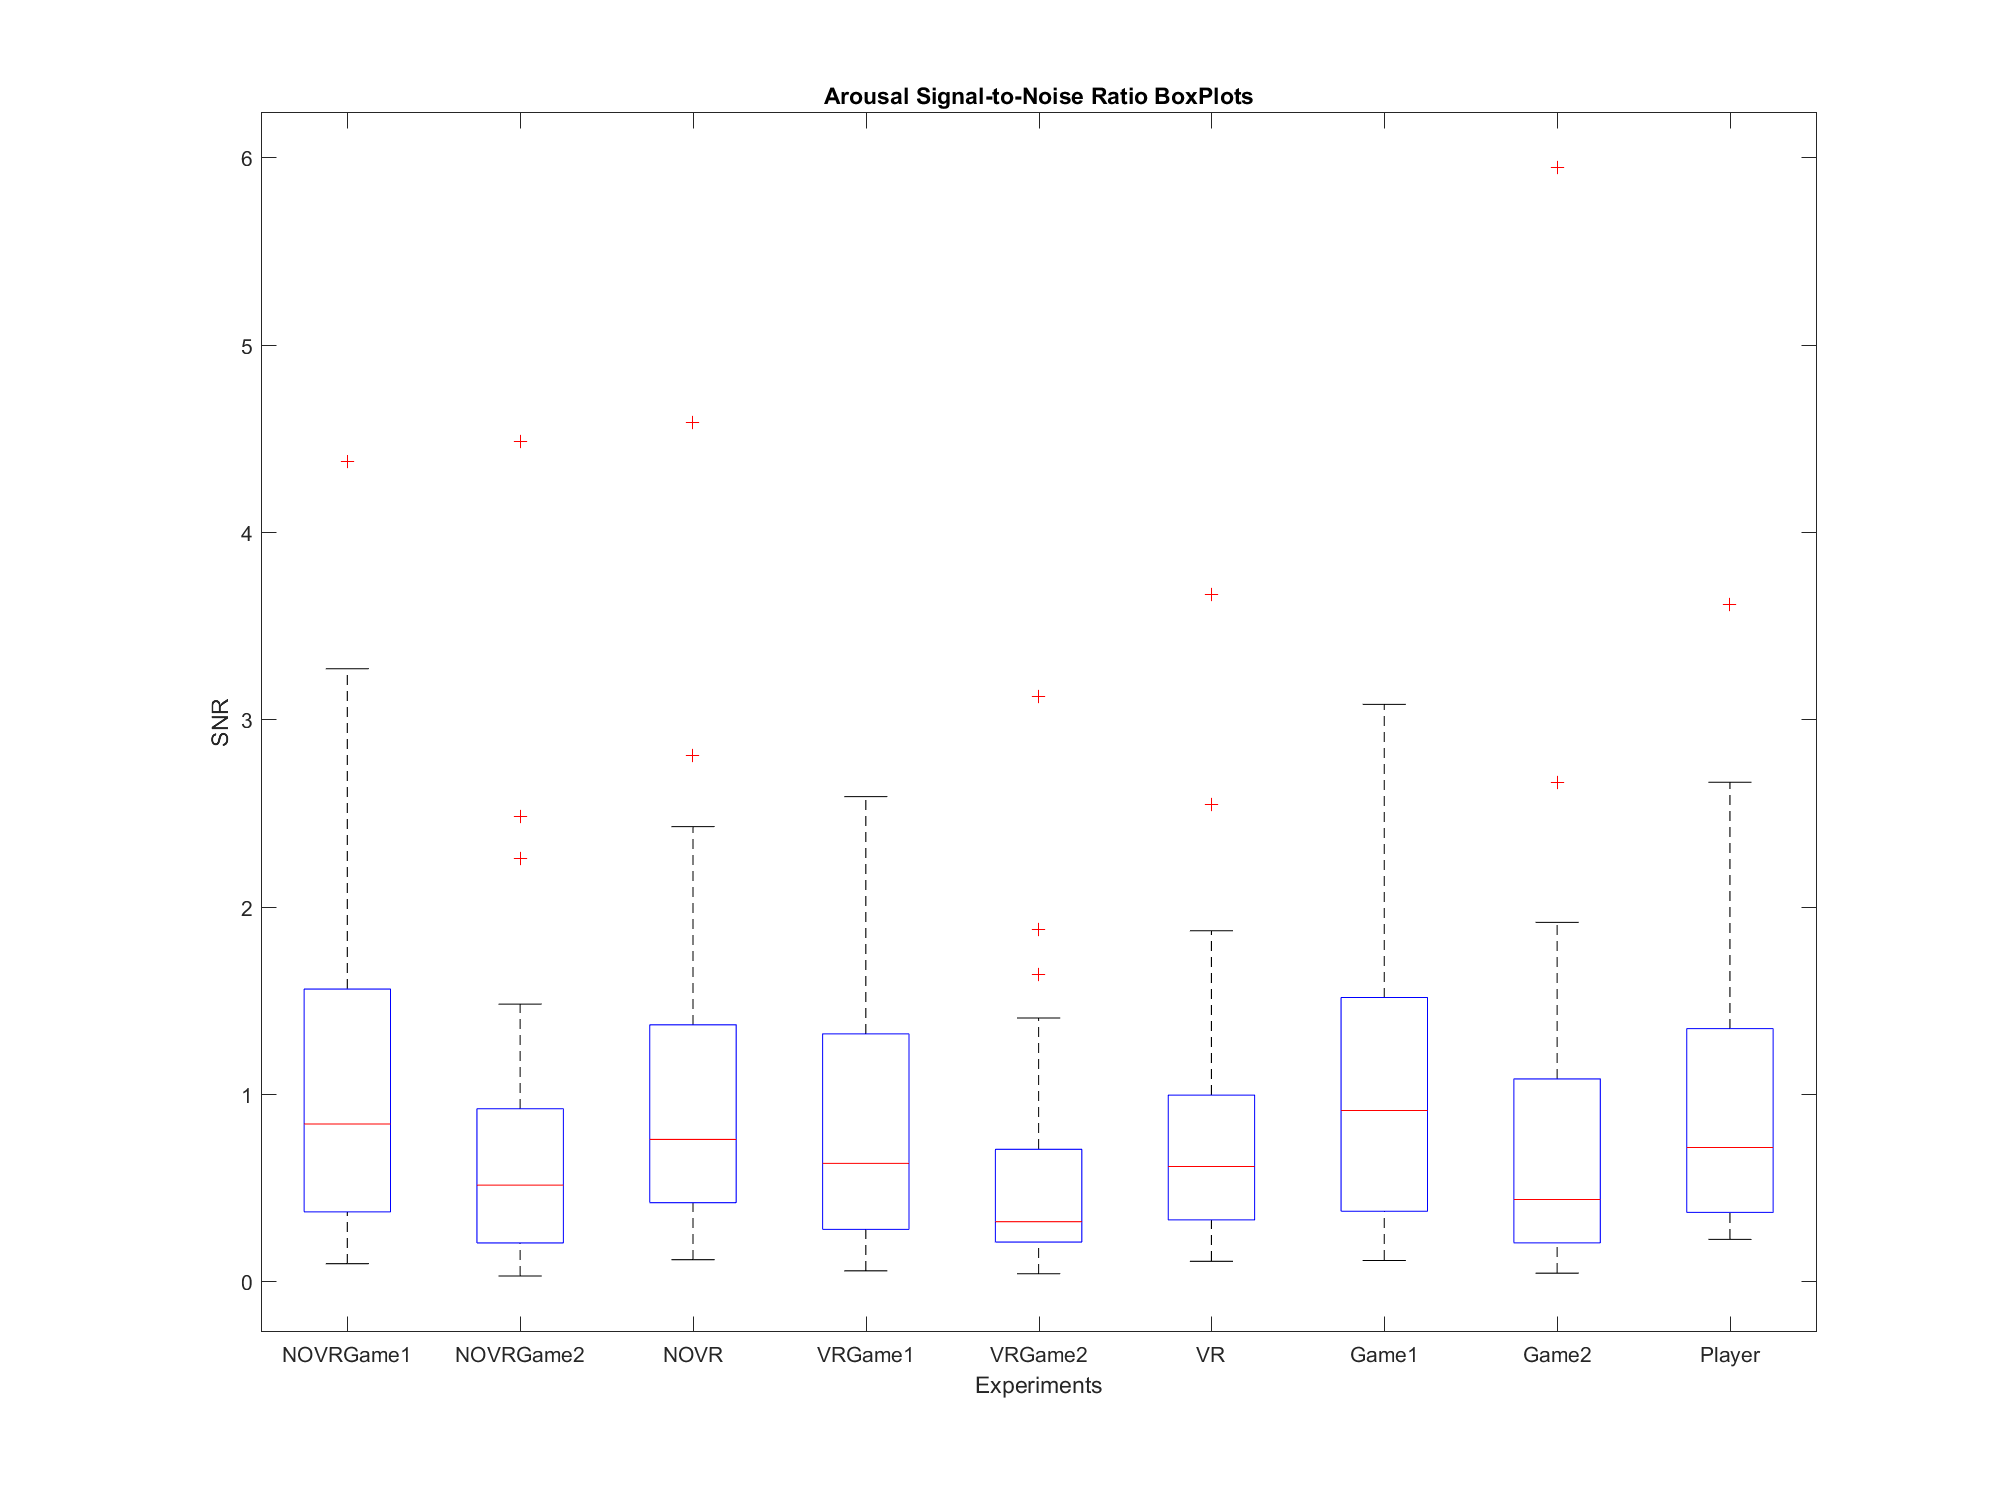 Arousal Signal-to-Noise Ratio BoxPlots
6
5
4
3
2
1
0
SNR
NOVRGame1 NOVRGame2 NOVR VRGame1 VRGame2 VR Game1 Game2 Player
Experiments